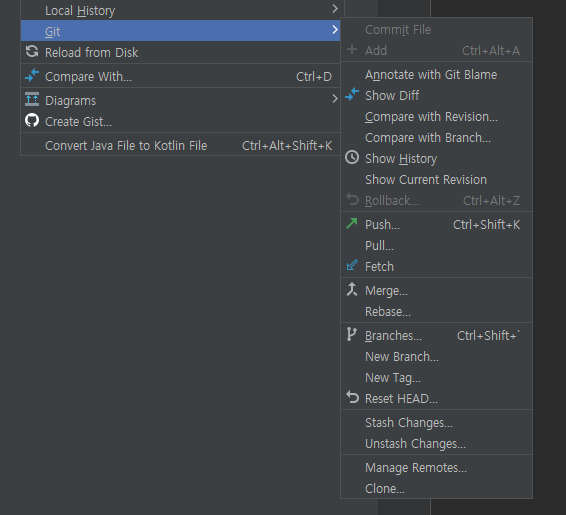 Local History
Git
Reload from Disk
Compare With... Ctrl+D
Diagrams
Create Gist...
Convert Java File to Kotlin File Ctrl+Alt+Shift+K
Commit File
Add Ctrl+Alt+A
Annotate with Git Blame
Show Diff
Compare with Revision...
Compare with Branch...
Show History
Show Current Revision
Rollback... Ctrl+Alt+Z
Push... Ctrl+Shift+K
Pull...
Fetch
Merge...
Rebase...
Branches... Ctrl+Shift+`
New Branch...
New Tag...
Reset HEAD...
Stash Changes...
Unstash Changes...
Manage Remotes...
Clone...